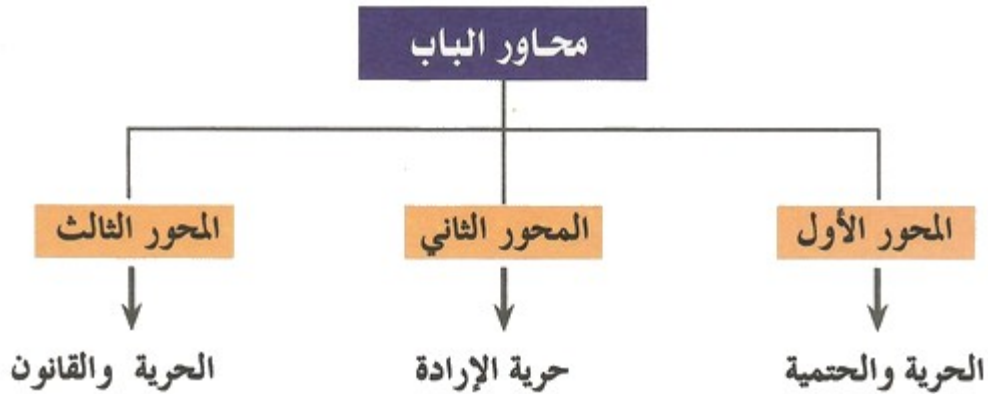 محاور الباب
المحور الأول
المحور الثاني
المحور الثالث
الحرية والحتمية
حرية الإرادة
الحرية والقانون